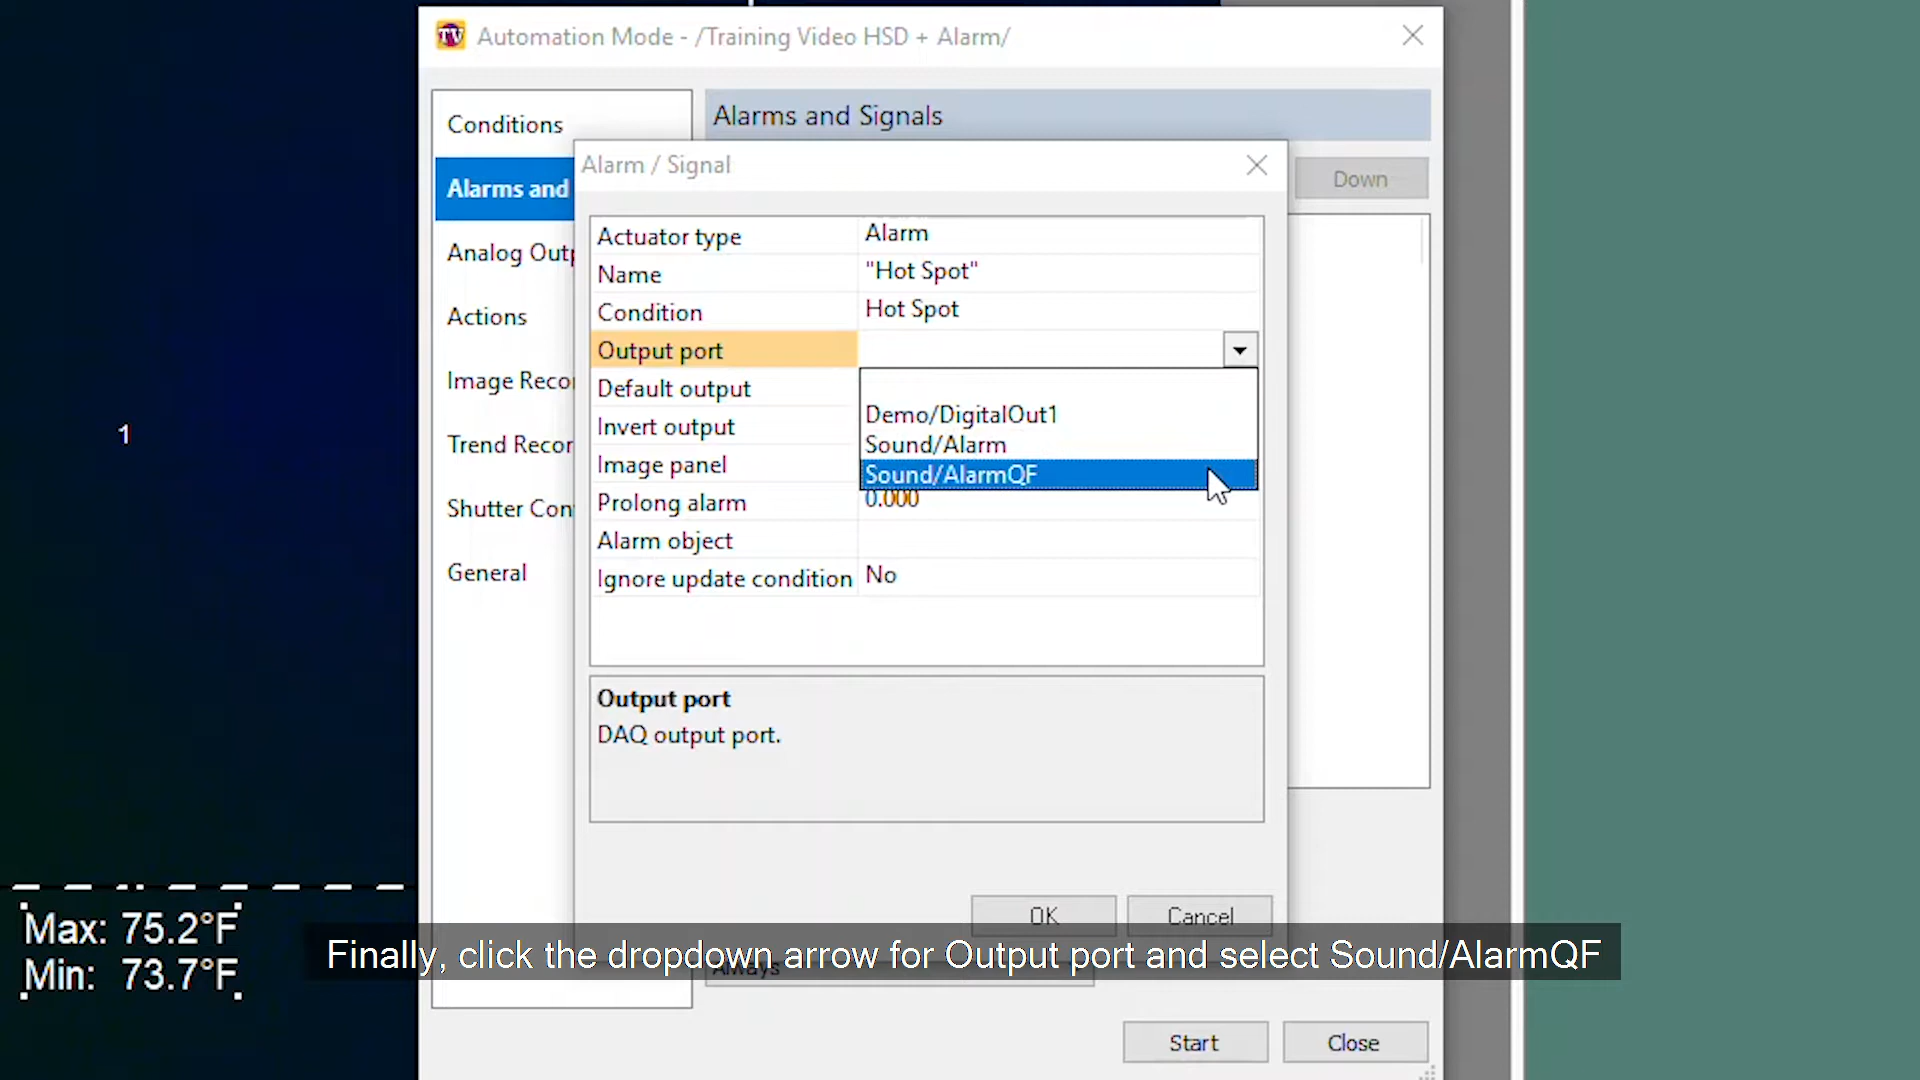 TV Automation Mode - /Training Video HSD + Alarm/
Conditions
Alarms and Signals
Alarm / Signal
Alarms and
Down
Actuator type Alarm
Analog Outp
Name "Hot Spot"
Condition Hot Spot
Actions
Output port
Image Recor
Default output
Demo/DigitalOut1
Invert output
1
Trend Recor
Sound/Alarm
Image panel
Sound/AlarmQF
Shutter Con
Prolong alarm 0.000
Alarm object
General
Ignore update condition No
Output port
DAQ output port.
OK Cancel
Max: 75.2°F
Min: 73.7°F
Finally, click the dropdown arrow for Output port and select Sound/AlarmQF
Always
Start Close